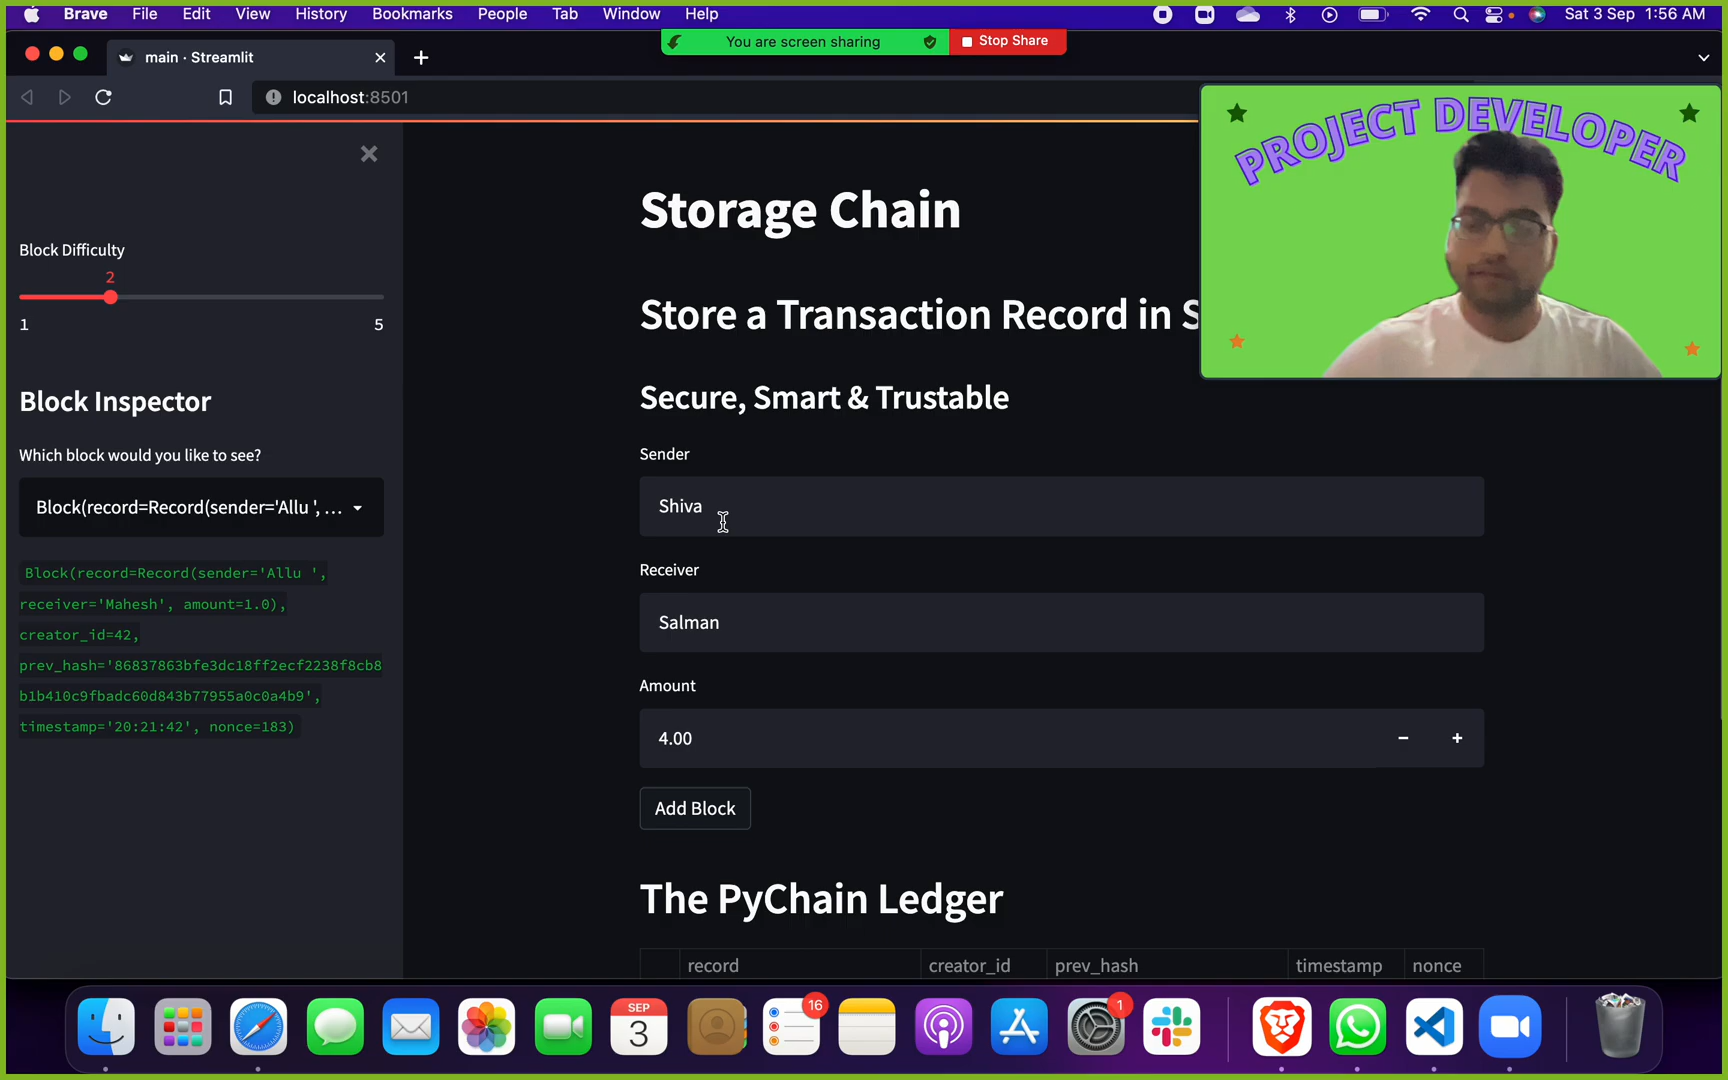 Brave File Edit View History Bookmarks People Tab Window Help
Sat 3 Sep 1:56 AM
You are screen sharing
Stop Share
main · Streamlit
localhost:8501
PROJECT DEVELOPER
Block Difficulty
2
1 5
Block Inspector
Which block would you like to see?
Block(record=Record(sender='Allu ', ...
Block(record=Record(sender='Allu ',
receiver='Mahesh', amount=1.0),
creator_id=42,
prev_hash='86837863bfe3dc18ff2ecf2238f8cb8
b1b410c9fbadc60d843b77955a0c0a4b9',
timestamp='20:21:42', nonce=183)
Storage Chain
Store a Transaction Record in S
Secure, Smart & Trustable
Sender
Shiva
Receiver
Salman
Amount
4.00
Add Block
The PyChain Ledger
record creator_id prev_hash timestamp nonce
SEP
3
16
1